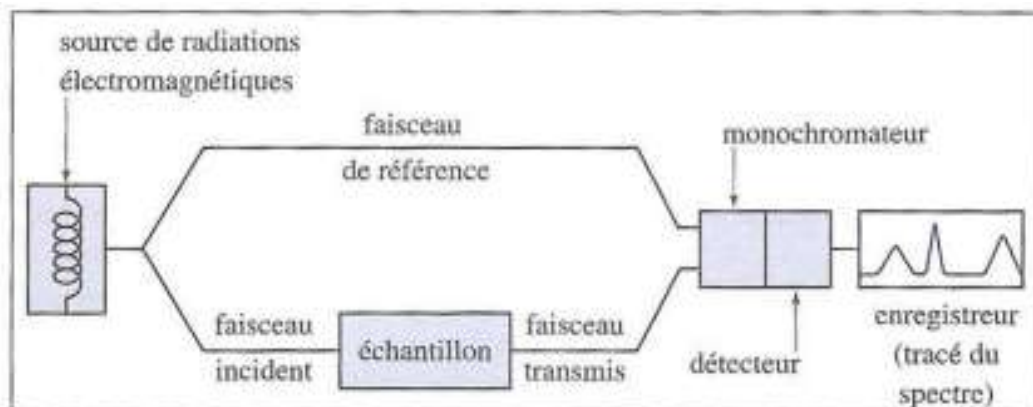 source de radiations
électromagnétiques
faisceau
de référence
monochromateur
faisceau
incident
échantillon
faisceau
transmis
détecteur
enregistreur
(tracé du
spectre)